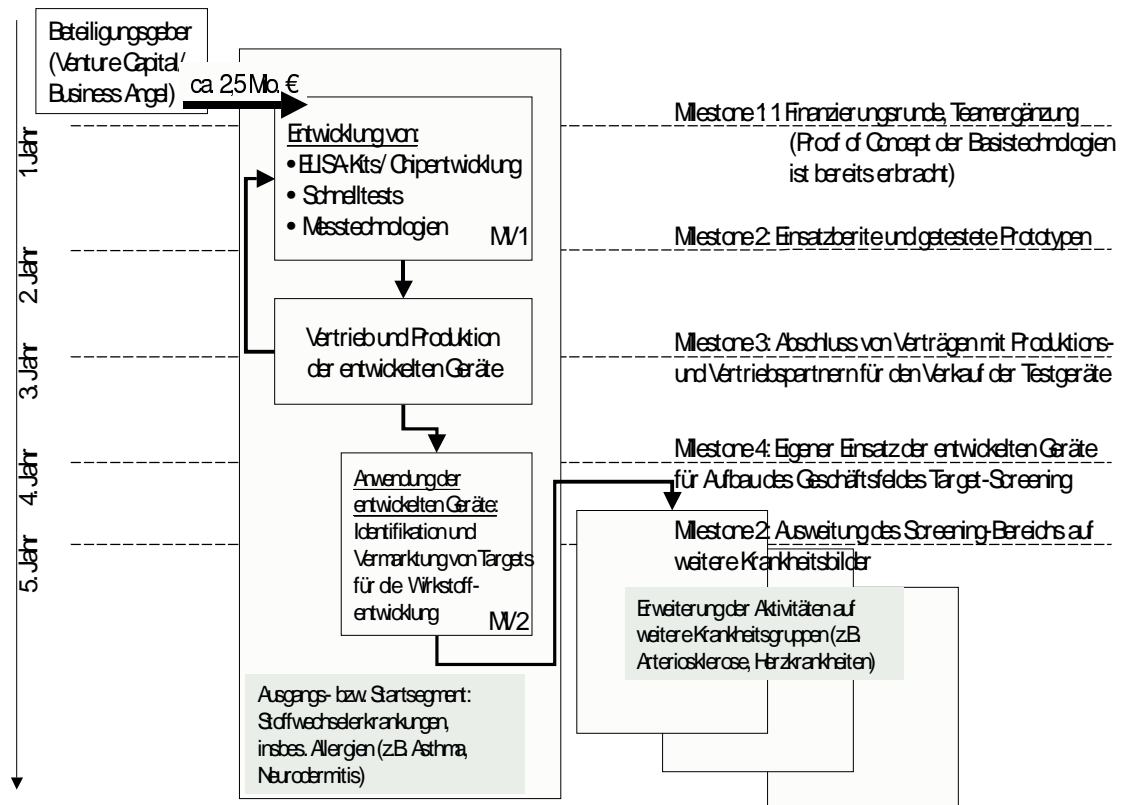 Beteiligungsgeber
(Venture Capital/
Business Angel)
ca. 2,5 Mio. €
1. Jahr
2. Jahr
3. Jahr
4. Jahr
5. Jahr
Entwicklung von:
• ELISA-Kits/ Chipentwicklung
• Schnelltests
• Messtechnologien
MV1
Vertrieb und Produktion
der entwickelten Geräte
Anwendung der
entwickelten Geräte:
Identifikation und
Vermarktung von Targets
für die Wirkstoff-
entwicklung
MV2
Ausgangs- bzw. Startsegment:
Stoffwechselerkrankungen,
insbes. Allergien (z.B. Asthma,
Neurodermitis)
Milestone 1 1. Finanzierungsrunde, Teamergänzung
(Proof of Concept der Basistechnologien
ist bereits erbracht)
Milestone 2: Einsatzberite und getestete Prototypen
Milestone 3: Abschluss von Verträgen mit Produktions-
und Vertriebspartnern für den Verkauf der Testgeräte
Milestone 4: Eigener Einsatz der entwickelten Geräte
für Aufbau des Geschäftsfeldes Target-Screening
Milestone 2: Ausweitung des Screening-Bereichs auf
weitere Krankheitsbilder
Erweiterung der Aktivitäten auf
weitere Krankheitsgruppen (z.B.
Arteriosklerose, Herzkrankheiten)